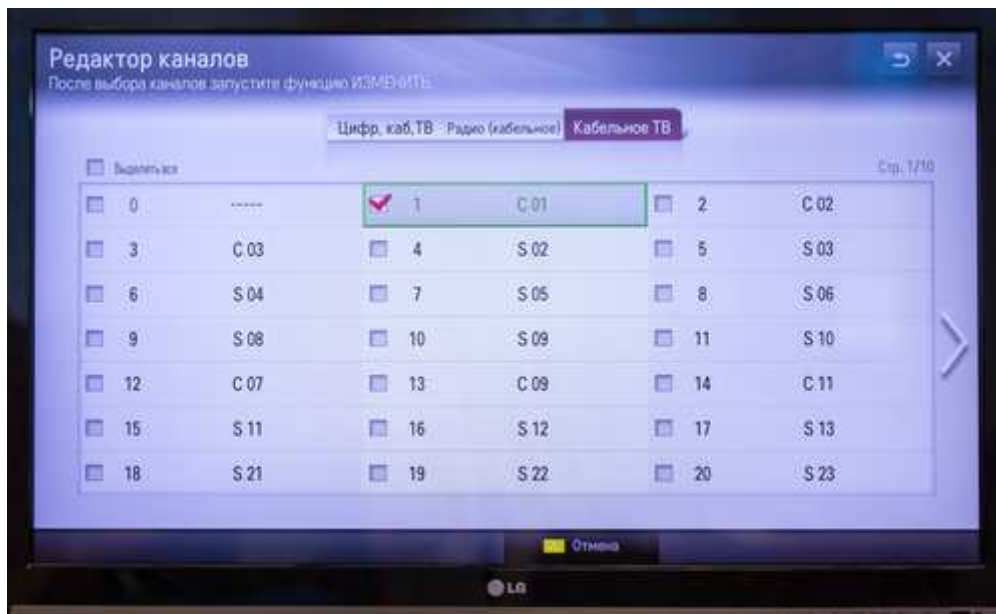 Редактор каналов
После выбора каналов запустите функцию ИЗМЕНИТЬ.
Цифр, каб,ТВ Радио (кабельное) Кабельное ТВ
Выделить все Стр. 1/10
0 ----- 1 C 01 2 C 02
3 C 03 4 S 02 5 S 03
6 S 04 7 S 05 8 S 06
9 S 08 10 S 09 11 S 10
12 C 07 13 C 09 14 C 11
15 S 11 16 S 12 17 S 13
18 S 21 19 S 22 20 S 23
Отмена
LG